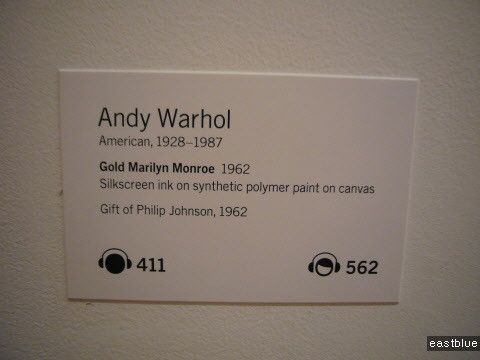 Andy Warhol
American, 1928–1987
Gold Marilyn Monroe 1962
Silkscreen ink on synthetic polymer paint on canvas
Gift of Philip Johnson, 1962
411 562
eastblue